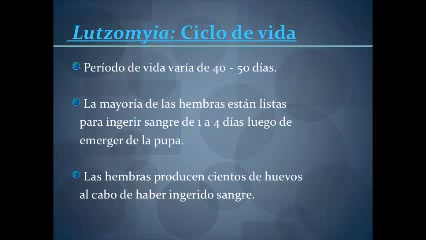 Lutzomyia: Ciclo de vida
Período de vida varía de 40 - 50 días.
La mayoría de las hembras están listas
para ingerir sangre de 1 a 4 días luego de
emerger de la pupa.
Las hembras producen cientos de huevos
al cabo de haber ingerido sangre.